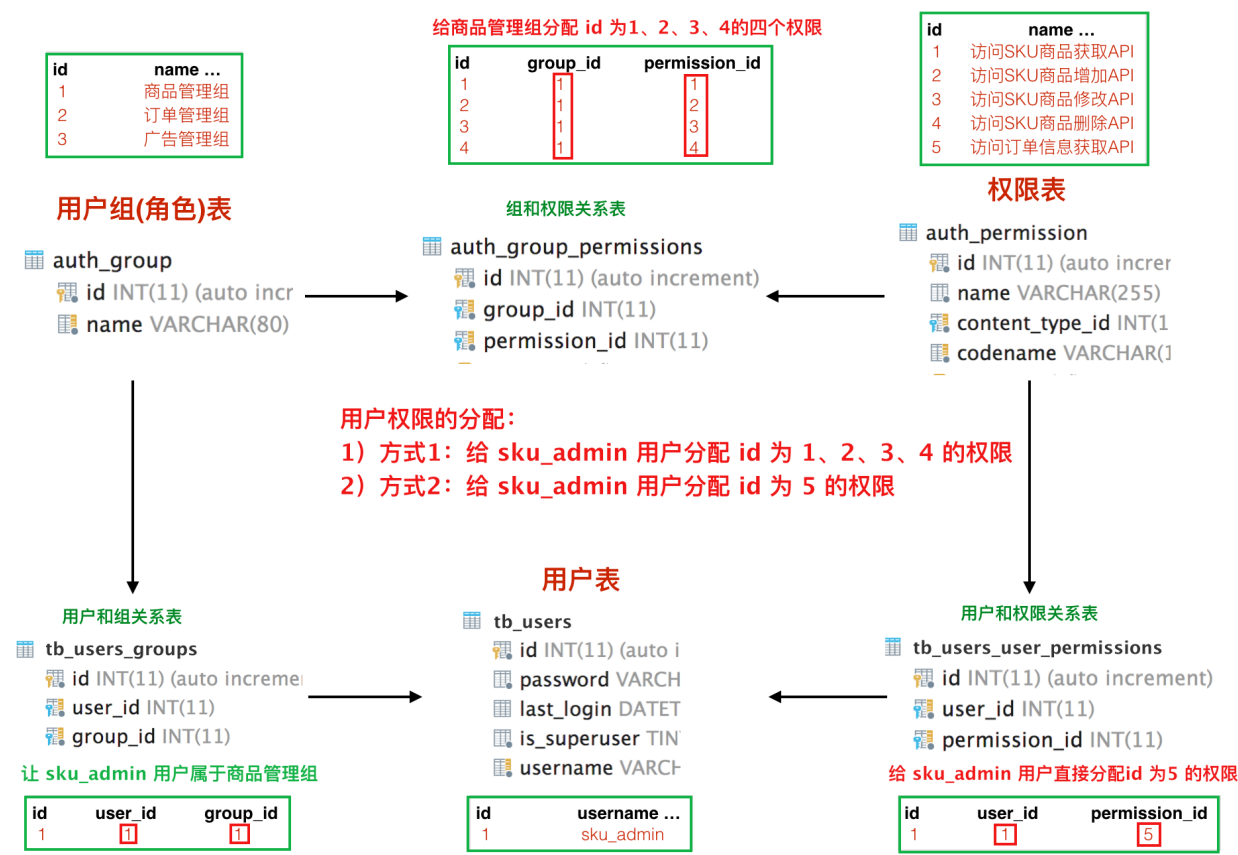 给商品管理组分配 id 为1、2、3、4的四个权限
id name ...
1 商品管理组
2 订单管理组
3 广告管理组
id group_id permission_id
1 1 1
2 1 2
3 1 3
4 1 4
id name ...
1 访问SKU商品获取API
2 访问SKU商品增加API
3 访问SKU商品修改API
4 访问SKU商品删除API
5 访问订单信息获取API
用户组(角色)表
auth_group
id INT(11) (auto incr
name VARCHAR(80)
组和权限关系表
auth_group_permissions
id INT(11) (auto increment)
group_id INT(11)
permission_id INT(11)
权限表
auth_permission
id INT(11) (auto increr
name VARCHAR(255)
content_type_id INT(1
codename VARCHAR(1
用户权限的分配：
1）方式1：给 sku_admin 用户分配 id 为 1、2、3、4 的权限
2）方式2：给 sku_admin 用户分配 id 为 5 的权限
用户和组关系表
tb_users_groups
id INT(11) (auto increme
user_id INT(11)
group_id INT(11)
让 sku_admin 用户属于商品管理组
id user_id group_id
1 1 1
用户表
tb_users
id INT(11) (auto i
password VARCH
last_login DATET
is_superuser TIN
username VARCH
id username ...
1 sku_admin
用户和权限关系表
tb_users_user_permissions
id INT(11) (auto increment)
user_id INT(11)
permission_id INT(11)
给 sku_admin 用户直接分配id 为5 的权限
id user_id permission_id
1 1 5